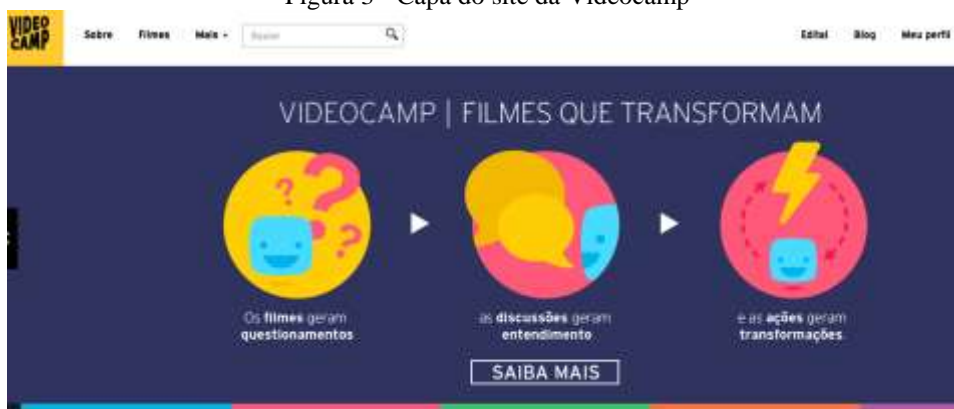 Figura 3 - Capa do site da Videocamp
VIDEO
CAMP
Sobre Filmes Mais Buscar Edital Blog Meu perfil
VIDEOCAMP | FILMES QUE TRANSFORMAM
? ? ?
Os filmes geram
questionamentos
as discussões geram
entendimento
e as ações geram
transformações
SAIBA MAIS